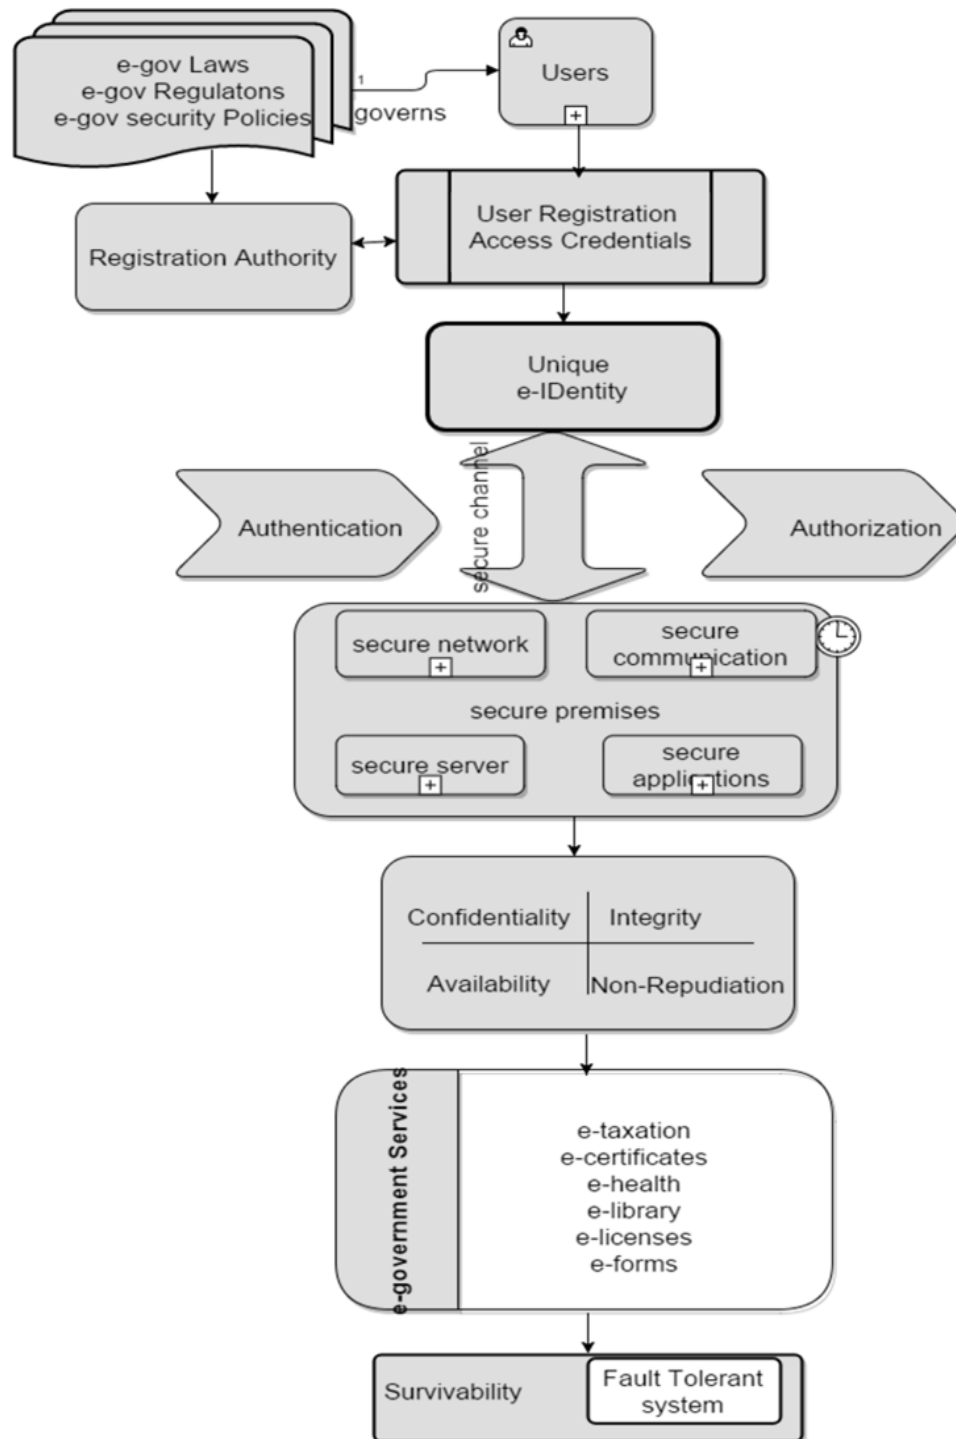 e-gov Laws
e-gov Regulatons
e-gov security Policies
1
governs
Users
Registration Authority
User Registration
Access Credentials
Unique
e-IDentity
secure channel
Authentication
Authorization
secure network
secure
communication
secure premises
secure server
secure
applications
Confidentiality
Integrity
Availability
Non-Repudiation
e-government Services
e-taxation
e-certificates
e-health
e-library
e-licenses
e-forms
Survivability
Fault Tolerant
system